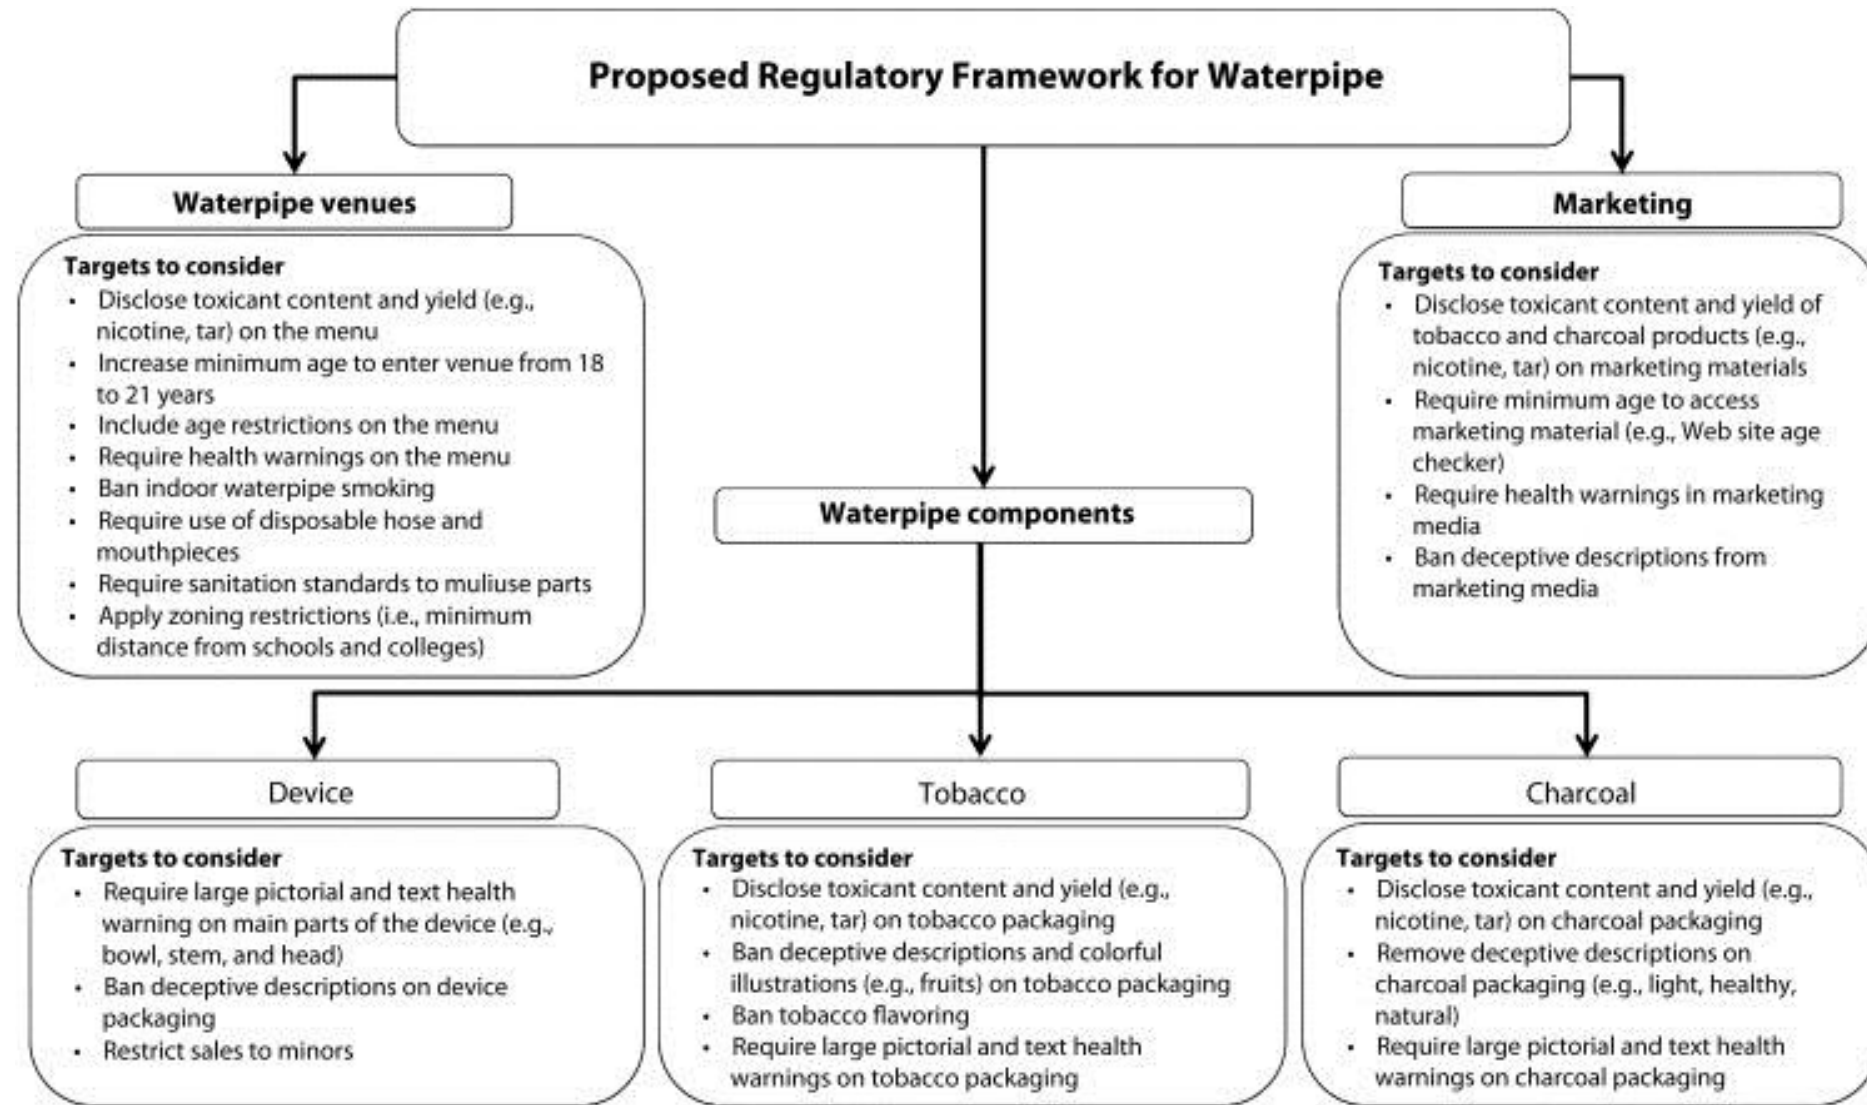 Proposed Regulatory Framework for Waterpipe
Waterpipe venues
Targets to consider
• Disclose toxicant content and yield (e.g.,
nicotine, tar) on the menu
• Increase minimum age to enter venue from 18
to 21 years
• Include age restrictions on the menu
• Require health warnings on the menu
• Ban indoor waterpipe smoking
• Require use of disposable hose and
mouthpieces
• Require sanitation standards to muliuse parts
• Apply zoning restrictions (i.e., minimum
distance from schools and colleges)
Marketing
Targets to consider
• Disclose toxicant content and yield of
tobacco and charcoal products (e.g.,
nicotine, tar) on marketing materials
• Require minimum age to access
marketing material (e.g., Web site age
checker)
• Require health warnings in marketing
media
• Ban deceptive descriptions from
marketing media
Waterpipe components
Device
Targets to consider
• Require large pictorial and text health
warning on main parts of the device (e.g.,
bowl, stem, and head)
• Ban deceptive descriptions on device
packaging
• Restrict sales to minors
Tobacco
Targets to consider
• Disclose toxicant content and yield (e.g.,
nicotine, tar) on tobacco packaging
• Ban deceptive descriptions and colorful
illustrations (e.g., fruits) on tobacco packaging
• Ban tobacco flavoring
• Require large pictorial and text health
warnings on tobacco packaging
Charcoal
Targets to consider
• Disclose toxicant content and yield (e.g.,
nicotine, tar) on charcoal packaging
• Remove deceptive descriptions on
charcoal packaging (e.g., light, healthy,
natural)
• Require large pictorial and text health
warnings on charcoal packaging